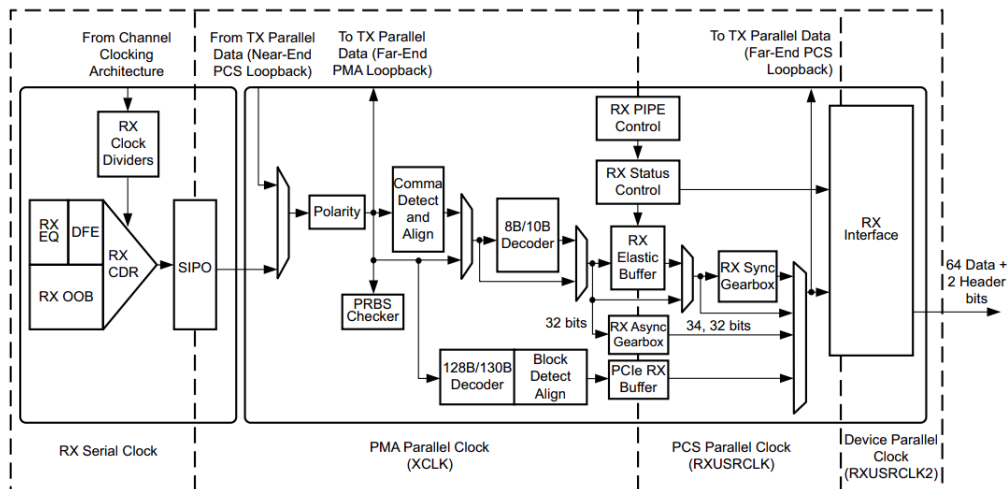 From Channel
Clocking
Architecture
From TX Parallel
Data (Near-End
PCS Loopback)
To TX Parallel
Data (Far-End
PMA Loopback)
To TX Parallel Data
(Far-End PCS
Loopback)
RX
Clock
Dividers
RX
EQ
DFE
RX
CDR
RX OOB
SIPO
Polarity
Comma
Detect
and
Align
PRBS
Checker
8B/10B
Decoder
RX PIPE
Control
RX Status
Control
RX
Elastic
Buffer
RX Sync
Gearbox
32 bits
RX Async
Gearbox
34, 32 bits
128B/130B
Decoder
Block
Detect
Align
PCIe RX
Buffer
RX
Interface
64 Data +
2 Header
bits
RX Serial Clock
PMA Parallel Clock
(XCLK)
PCS Parallel Clock
(RXUSRCLK)
Device Parallel
Clock
(RXUSRCLK2)